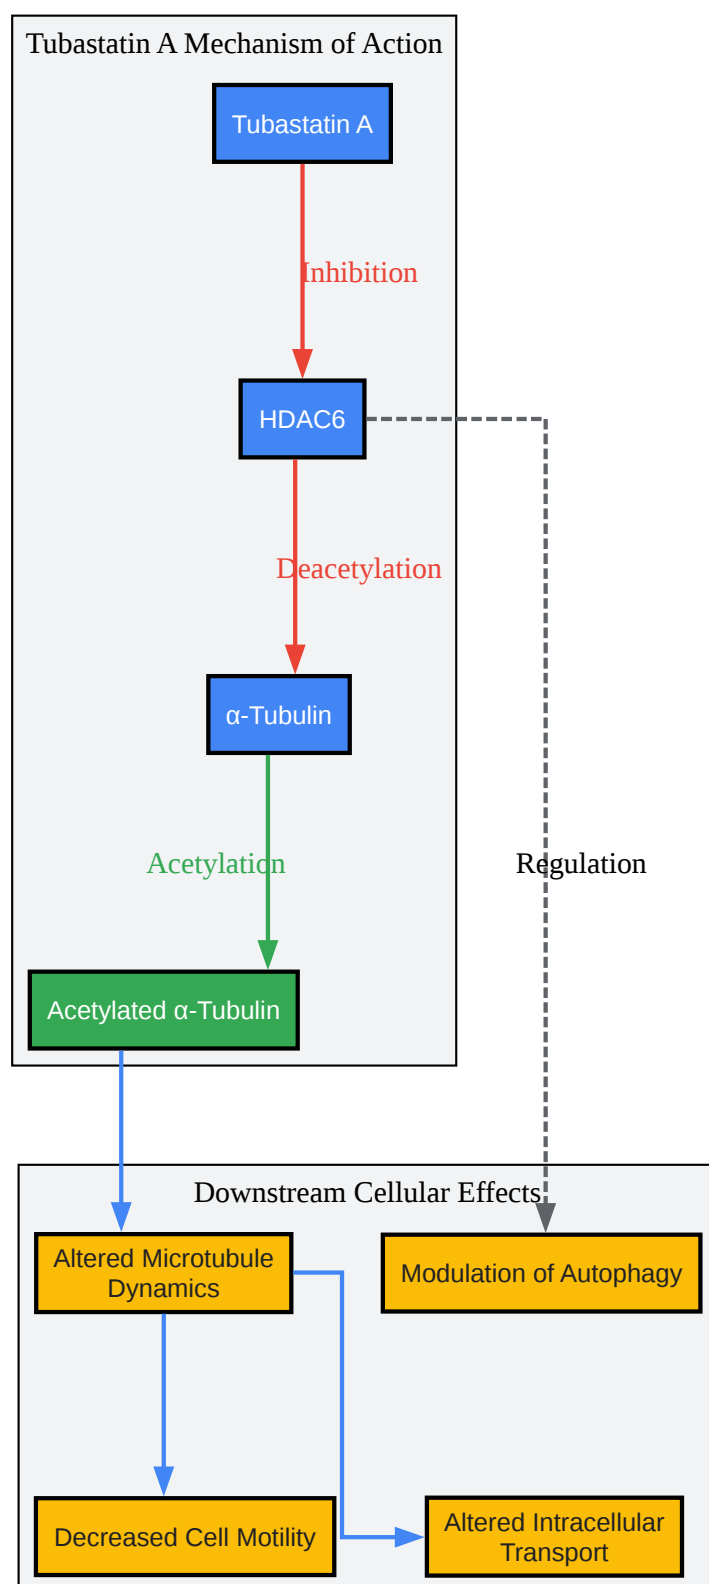 Tubastatin A Mechanism of Action
Tubastatin A
Inhibition
HDAC6
Deacetylation
α-Tubulin
Acetylation
Regulation
Acetylated α-Tubulin
Downstream Cellular Effects
Altered Microtubule
Dynamics
Modulation of Autophagy
Decreased Cell Motility
Altered Intracellular
Transport